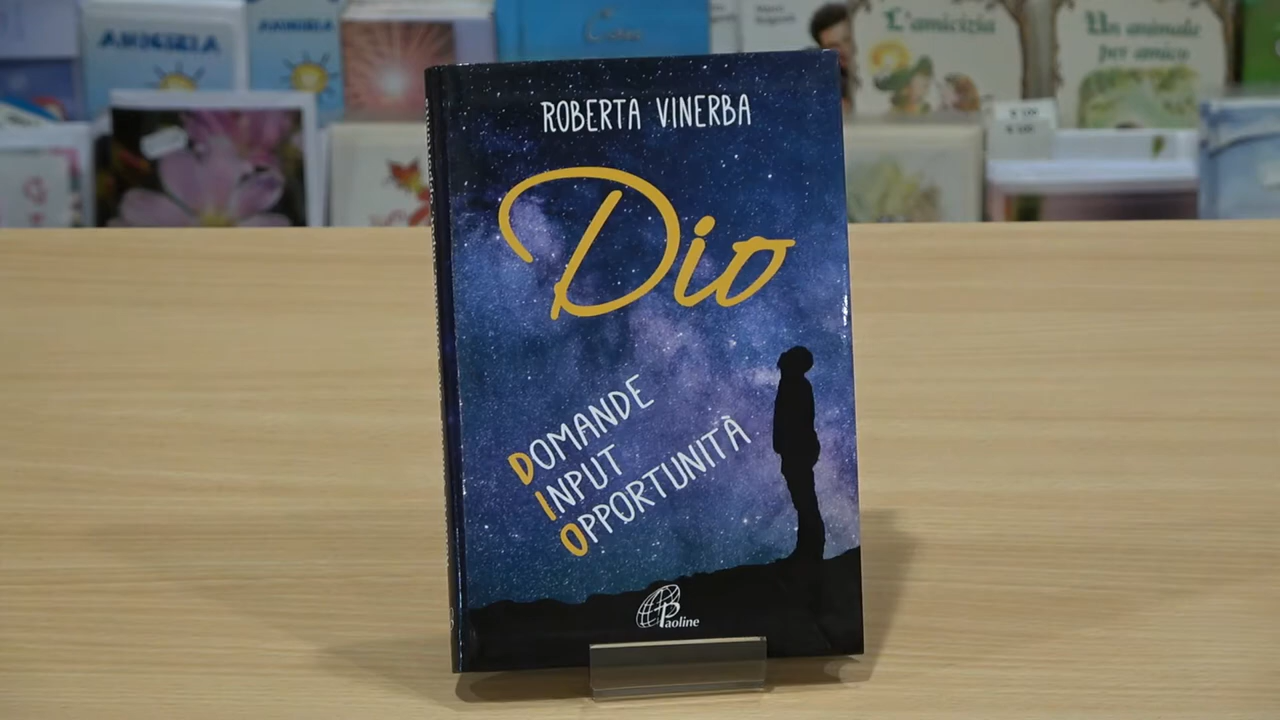 AMICIZIA
L'amicizia
Un animale
per amico
ROBERTA VINERBA
Dio
DOMANDE
INPUT
OPPORTUNITÀ
Paoline